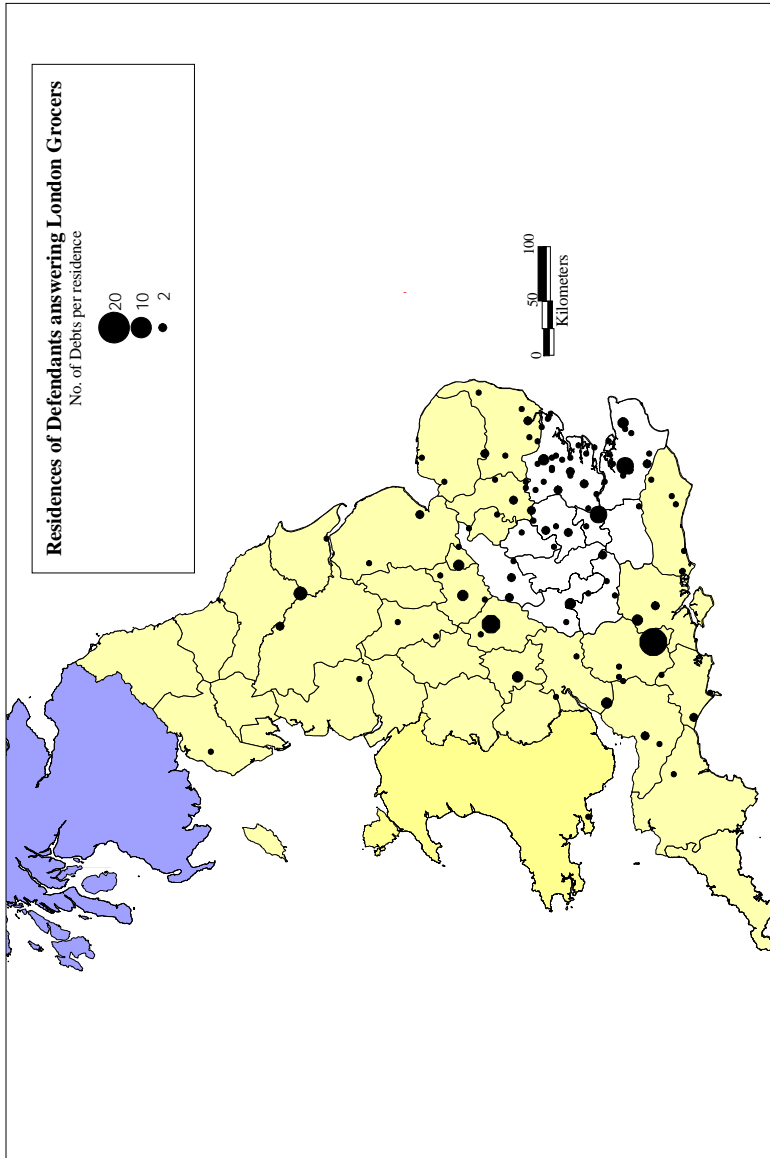 Residences of Defendants answering London Grocers
No. of Debts per residence
20
10
2
0 50 100
Kilometers